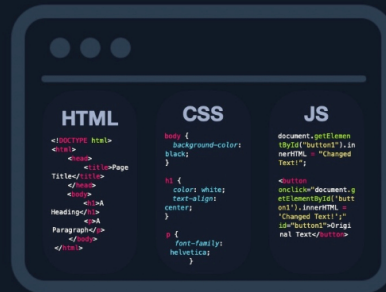 HTML
<!DOCTYPE html>
<html>
<head>
<title>Page
Title</title>
</head>
<body>
<h1>A
Heading</h1>
<p>A
Paragraph</p>
</body>
</html>
CSS
body {
background-color:
black;
}
h1 {
color: white;
text-align:
center;
}
p {
font-family:
helvetica;
}
JS
document.getElemen
tById("button1").in
nerHTML = "Changed
Text!";
<button
onclick="document.g
etElementById('butt
on1').innerHTML =
'Changed Text!';"
id="button1">Origi
nal Text</button>